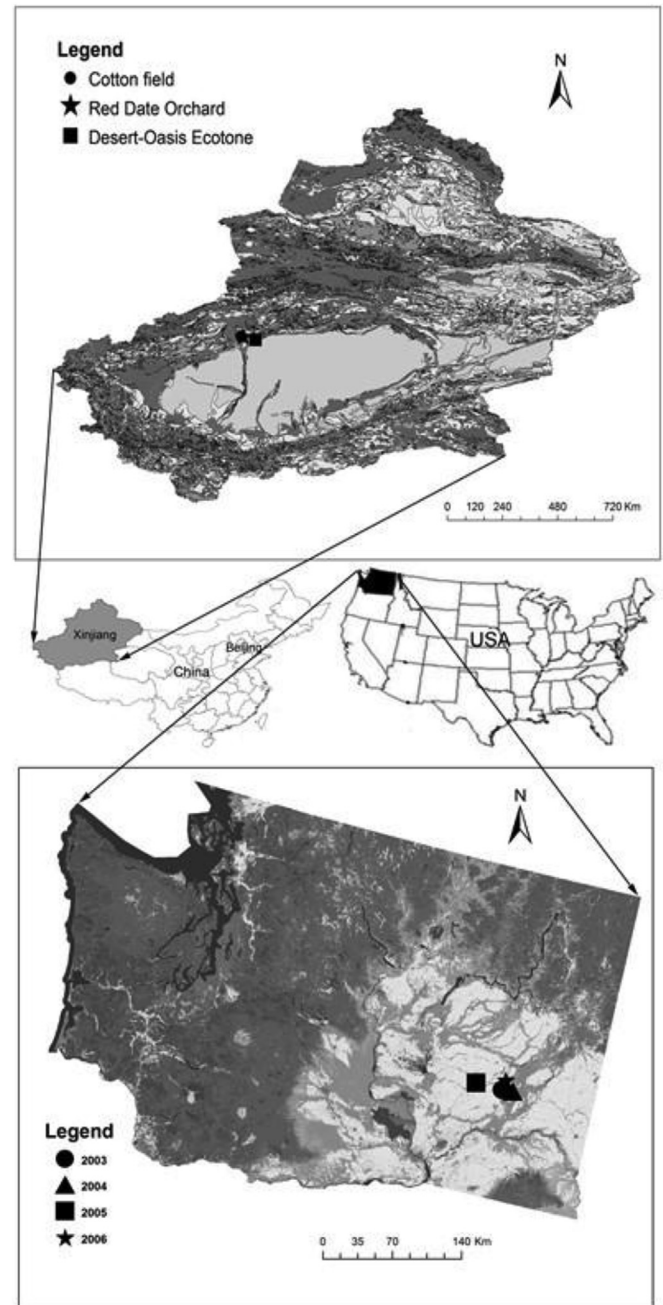 Legend
Cotton field
Red Date Orchard
Desert-Oasis Ecotone
N
0 120 240 480 720 Km
Xinjiang
Beijing
China
USA
N
Legend
2003
2004
2005
2006
0 35 70 140 Km